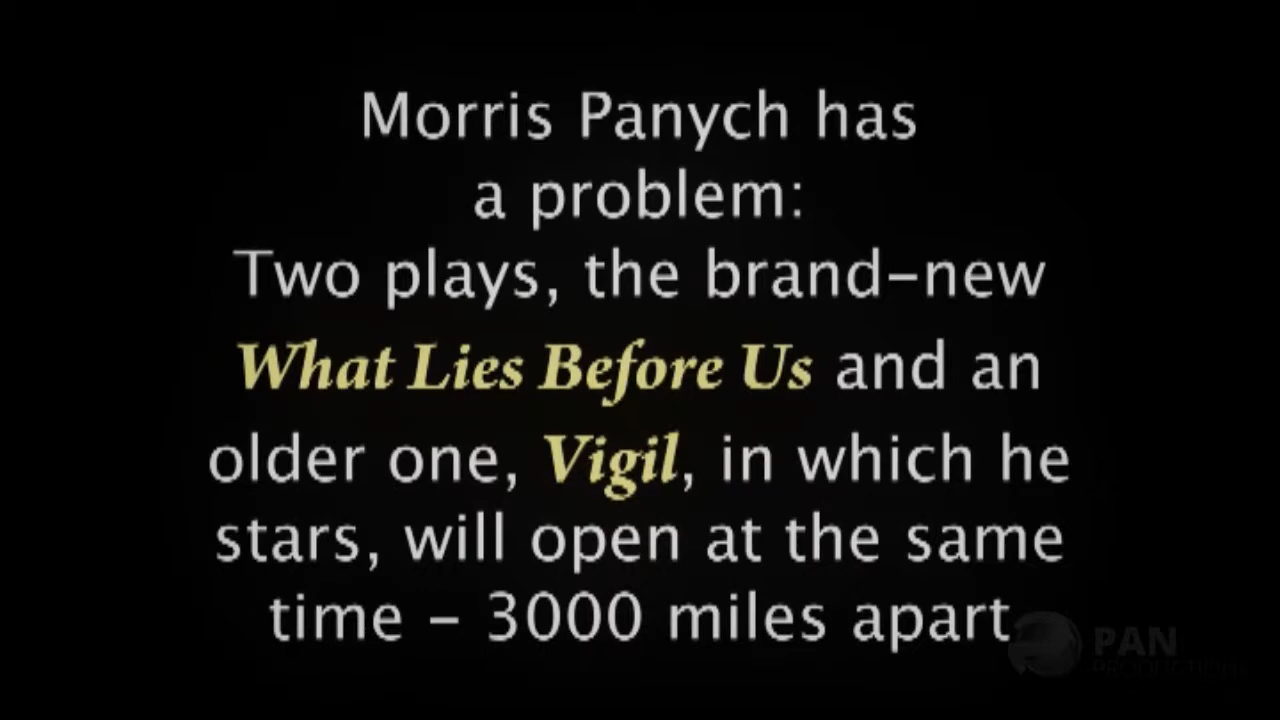 Morris Panych has
a problem:
Two plays, the brand-new
What Lies Before Us and an
older one, Vigil, in which he
stars, will open at the same
time - 3000 miles apart
PAN